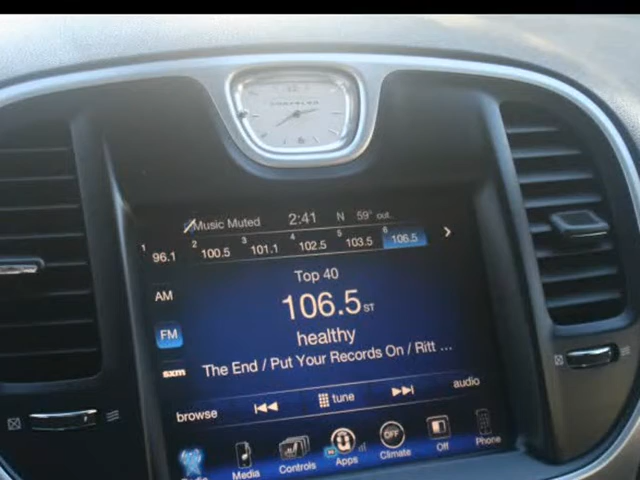 CHRYSLER
Music Muted 2:41 N 59° out.
1 96.1 2 100.5 3 101.1 4 102.5 5 103.5 6 106.5
AM
Top 40
106.5 ST
FM
healthy
sxm
The End / Put Your Records On / Ritt ...
browse tune audio
Media Controls Apps OFF Climate Off Phone